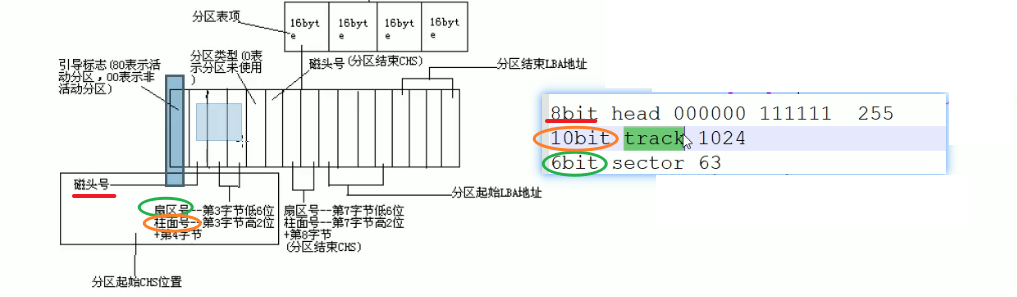 分区表项
16byt
e
16byt
e
16byt
e
16byt
e
引导标志(80表示活
动分区，00表示非
活动分区)
分区类型(0表
示分区未使用
)
磁头号(分区结束CHS)
分区结束LBA地址
磁头号
扇区号--第3字节低6位
柱面号--第3字节高2位
+第4字节
扇区号--第7字节低6位
柱面号--第7字节高2位
+第8字节
(分区结束CHS)
分区起始LBA地址
分区起始CHS位置
8bit head 000000 111111 255
10bit track 1024
6bit sector 63